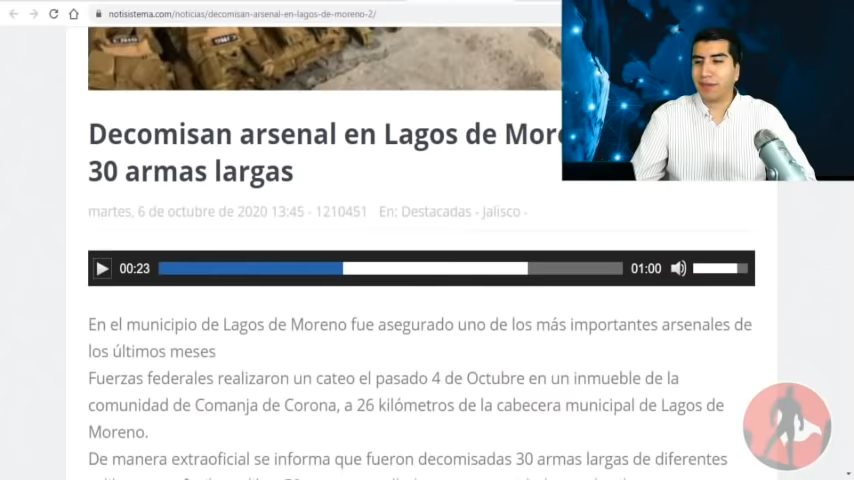 notisistema.com/noticias/decomisan-arsenal-en-lagos-de-moreno-2/
Decomisan arsenal en Lagos de Mor
30 armas largas
martes, 6 de octubre de 2020 13:45 - 1210451 En: Destacadas - Jalisco -
00:23 01:00
En el municipio de Lagos de Moreno fue asegurado uno de los más importantes arsenales de
los últimos meses
Fuerzas federales realizaron un cateo el pasado 4 de Octubre en un inmueble de la
comunidad de Comanja de Corona, a 26 kilómetros de la cabecera municipal de Lagos de
Moreno.
De manera extraoficial se informa que fueron decomisadas 30 armas largas de diferentes